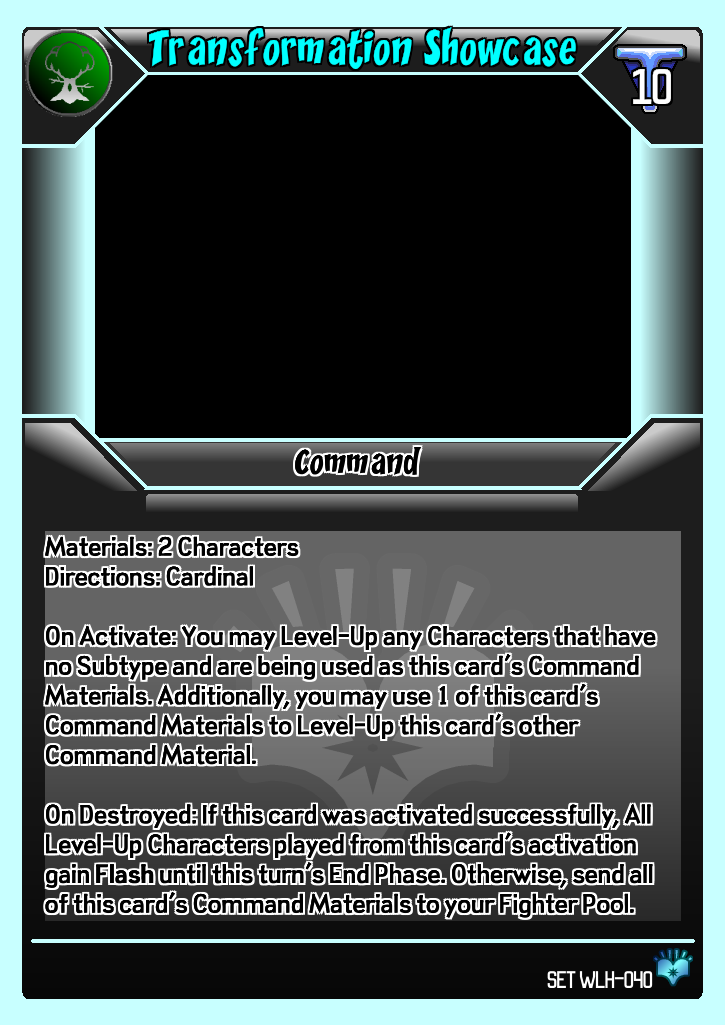 Transformation Showcase
10
Command
Materials: 2 Characters
Directions: Cardinal
On Activate: You may Level-Up any Characters that have
no Subtype and are being used as this card's Command
Materials. Additionally, you may use 1 of this card's
Command Materials to Level-Up this card's other
Command Material.
On Destroyed: If this card was activated successfully, All
Level-Up Characters played from this card's activation
gain Flash until this turn's End Phase. Otherwise, send all
of this card's Command Materials to your Fighter Pool.
SET WLH-040